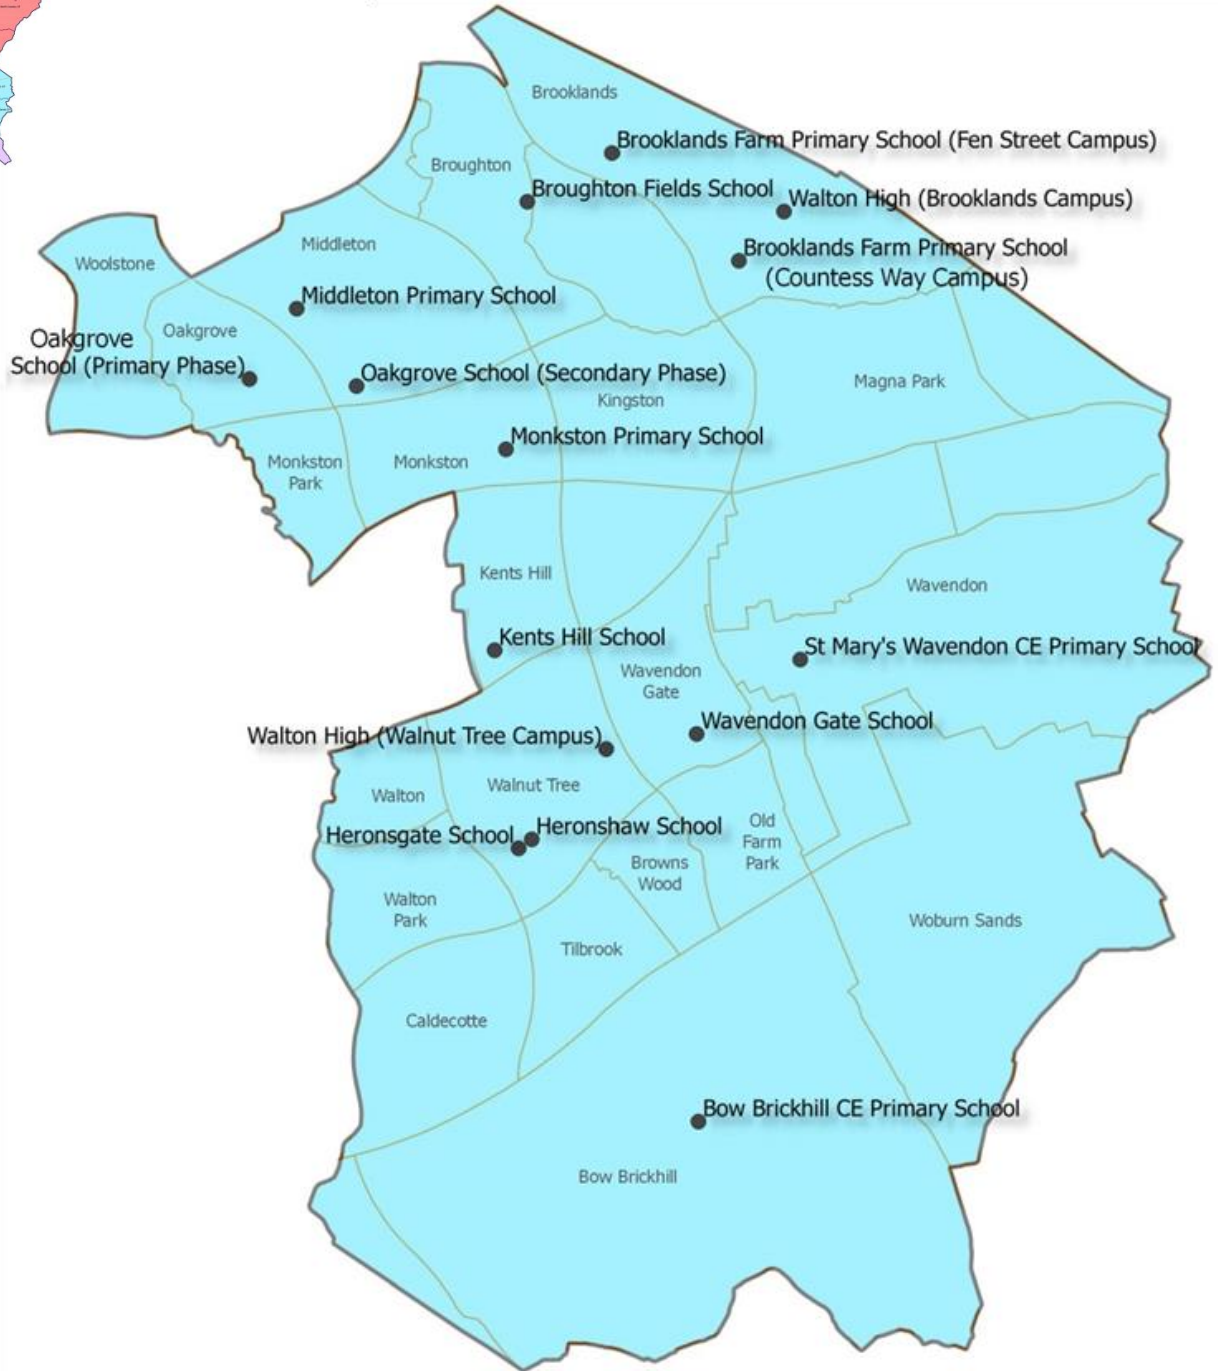 Brooklands
Brooklands Farm Primary School (Fen Street Campus)
Broughton
Broughton Fields School
Walton High (Brooklands Campus)
Middleton
Brooklands Farm Primary School
(Countess Way Campus)
Woolstone
Middleton Primary School
Oakgrove
Oakgrove
School (Primary Phase)
Oakgrove School (Secondary Phase)
Magna Park
Kingston
Monkston Primary School
Monkston
Park
Monkston
Kents Hill
Wavendon
Kents Hill School
St Mary's Wavendon CE Primary School
Wavendon
Gate
Wavendon Gate School
Walton High (Walnut Tree Campus)
Walnut Tree
Walton
Heronsgate School
Heronshaw School
Old
Farm
Park
Browns
Wood
Walton
Park
Woburn Sands
Tilbrook
Caldecotte
Bow Brickhill CE Primary School
Bow Brickhill